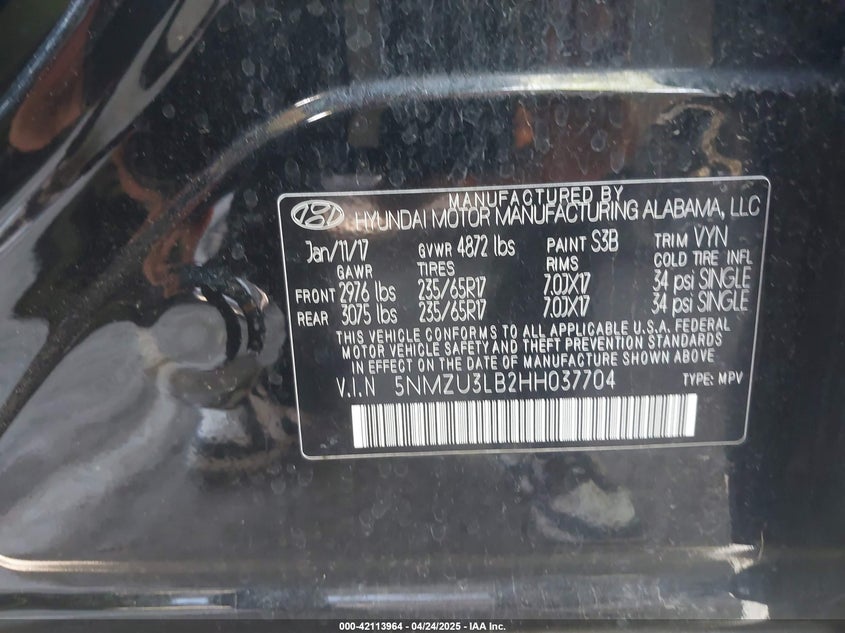 MANUFACTURED BY
HYUNDAI MOTOR MANUFACTURING ALABAMA, LLC
Jan/11/17 GVWR 4872 lbs PAINT S3B TRIM VYN
GAWR TIRES RIMS COLD TIRE INFL
FRONT 2976 lbs 235/65R17 7.0JX17 34 psi SINGLE
REAR 3075 lbs 235/65R17 7.0JX17 34 psi SINGLE
THIS VEHICLE CONFORMS TO ALL APPLICABLE U.S.A. FEDERAL
MOTOR VEHICLE SAFETY AND THEFT PREVENTION STANDARDS
IN EFFECT ON THE DATE OF MANUFACTURE SHOWN ABOVE
V.I.N 5NMZU3LB2HH037704 TYPE: MPV
000-42113964 - 04/24/2025 - IAA Inc.